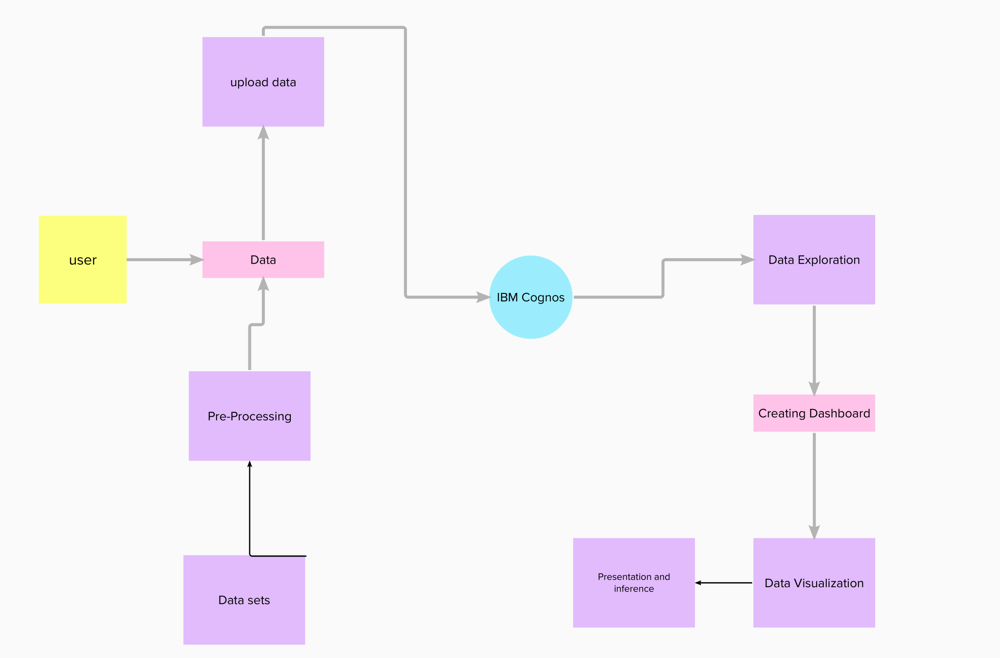 upload data
user
Data
IBM Cognos
Data Exploration
Pre-Processing
Creating Dashboard
Data sets
Presentation and
inference
Data Visualization